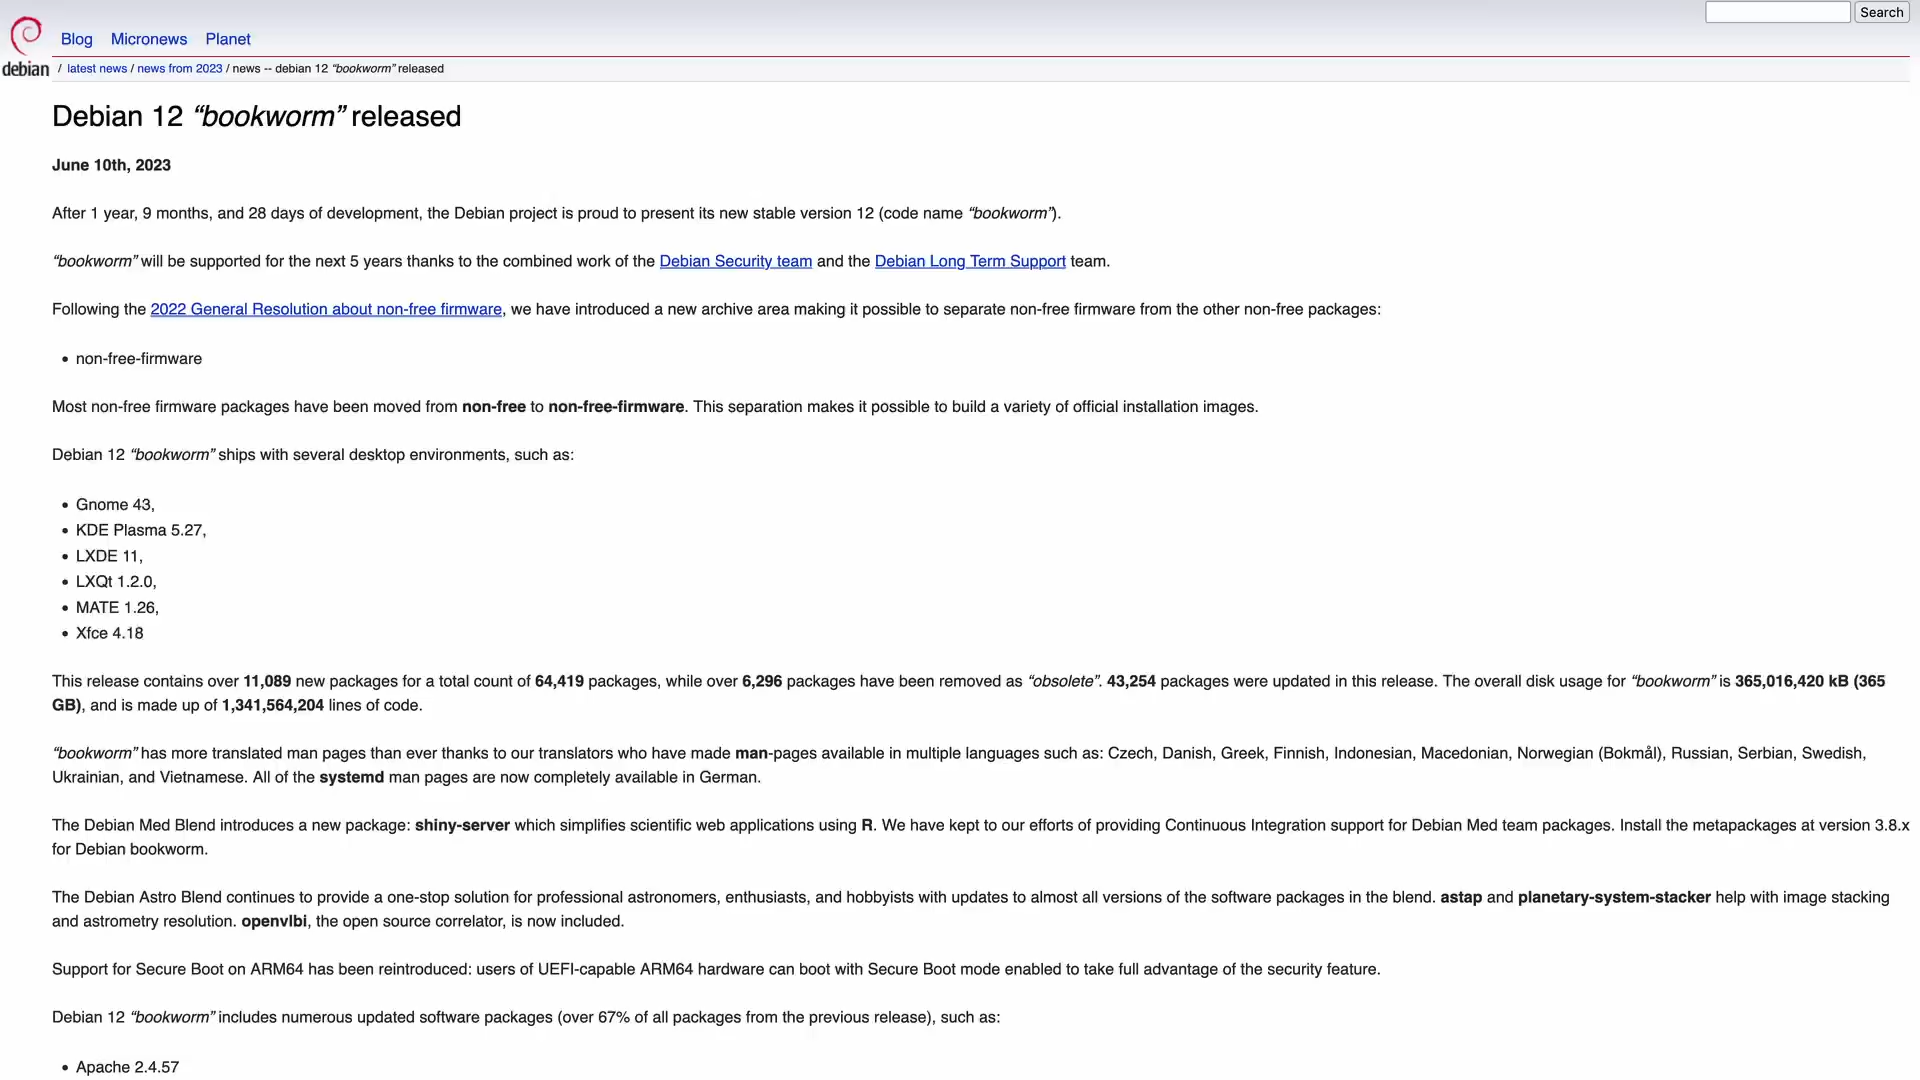 Search
Blog Micronews Planet
debian / latest news / news from 2023 / news -- debian 12 “bookworm” released
Debian 12 “bookworm” released
June 10th, 2023
After 1 year, 9 months, and 28 days of development, the Debian project is proud to present its new stable version 12 (code name “bookworm”).
“bookworm” will be supported for the next 5 years thanks to the combined work of the Debian Security team and the Debian Long Term Support team.
Following the 2022 General Resolution about non-free firmware, we have introduced a new archive area making it possible to separate non-free firmware from the other non-free packages:
• non-free-firmware
Most non-free firmware packages have been moved from non-free to non-free-firmware. This separation makes it possible to build a variety of official installation images.
Debian 12 “bookworm” ships with several desktop environments, such as:
• Gnome 43,
• KDE Plasma 5.27,
• LXDE 11,
• LXQt 1.2.0,
• MATE 1.26,
• Xfce 4.18
This release contains over 11,089 new packages for a total count of 64,419 packages, while over 6,296 packages have been removed as “obsolete”. 43,254 packages were updated in this release. The overall disk usage for “bookworm” is 365,016,420 kB (365
GB), and is made up of 1,341,564,204 lines of code.
“bookworm” has more translated man pages than ever thanks to our translators who have made man-pages available in multiple languages such as: Czech, Danish, Greek, Finnish, Indonesian, Macedonian, Norwegian (Bokmål), Russian, Serbian, Swedish,
Ukrainian, and Vietnamese. All of the systemd man pages are now completely available in German.
The Debian Med Blend introduces a new package: shiny-server which simplifies scientific web applications using R. We have kept to our efforts of providing Continuous Integration support for Debian Med team packages. Install the metapackages at version 3.8.x
for Debian bookworm.
The Debian Astro Blend continues to provide a one-stop solution for professional astronomers, enthusiasts, and hobbyists with updates to almost all versions of the software packages in the blend. astap and planetary-system-stacker help with image stacking
and astrometry resolution. openvlbi, the open source correlator, is now included.
Support for Secure Boot on ARM64 has been reintroduced: users of UEFI-capable ARM64 hardware can boot with Secure Boot mode enabled to take full advantage of the security feature.
Debian 12 “bookworm” includes numerous updated software packages (over 67% of all packages from the previous release), such as:
• Apache 2.4.57